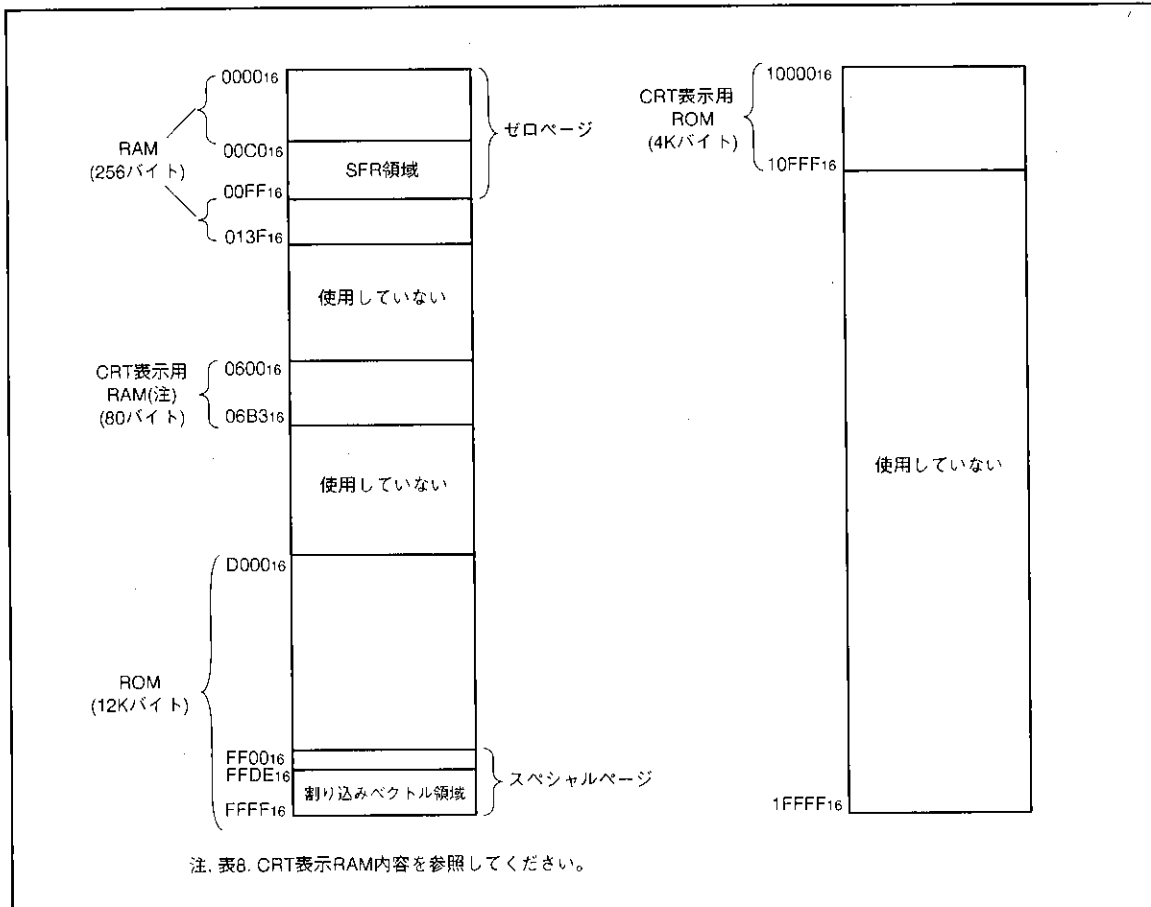 000016
RAM
(256バイト)
00C016
SFR領域
00FF16
013F16
ゼロページ
使用していない
CRT表示用
RAM(注)
(80バイト)
060016
06B316
使用していない
D00016
ROM
(12Kバイト)
FF0016
FFDE16
割り込みベクトル領域
FFFF16
スペシャルページ
1000016
CRT表示用
ROM
(4Kバイト)
10FFF16
使用していない
1FFFF16
注. 表8. CRT表示RAM内容を参照してください。